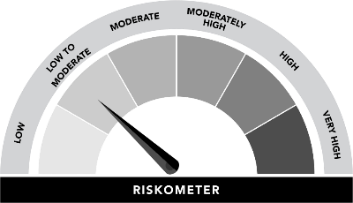 LOW
LOW TO
MODERATE
MODERATE
MODERATELY
HIGH
HIGH
VERY HIGH
RISKOMETER